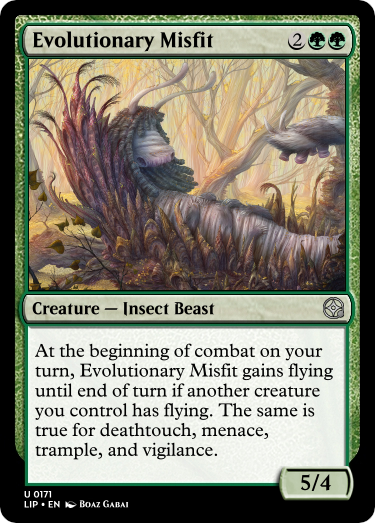 Evolutionary Misfit 2
Creature — Insect Beast
At the beginning of combat on your
turn, Evolutionary Misfit gains flying
until end of turn if another creature
you control has flying. The same is
true for deathtouch, menace,
trample, and vigilance.
5/4
U 0171
LIP • EN Boaz Gabai